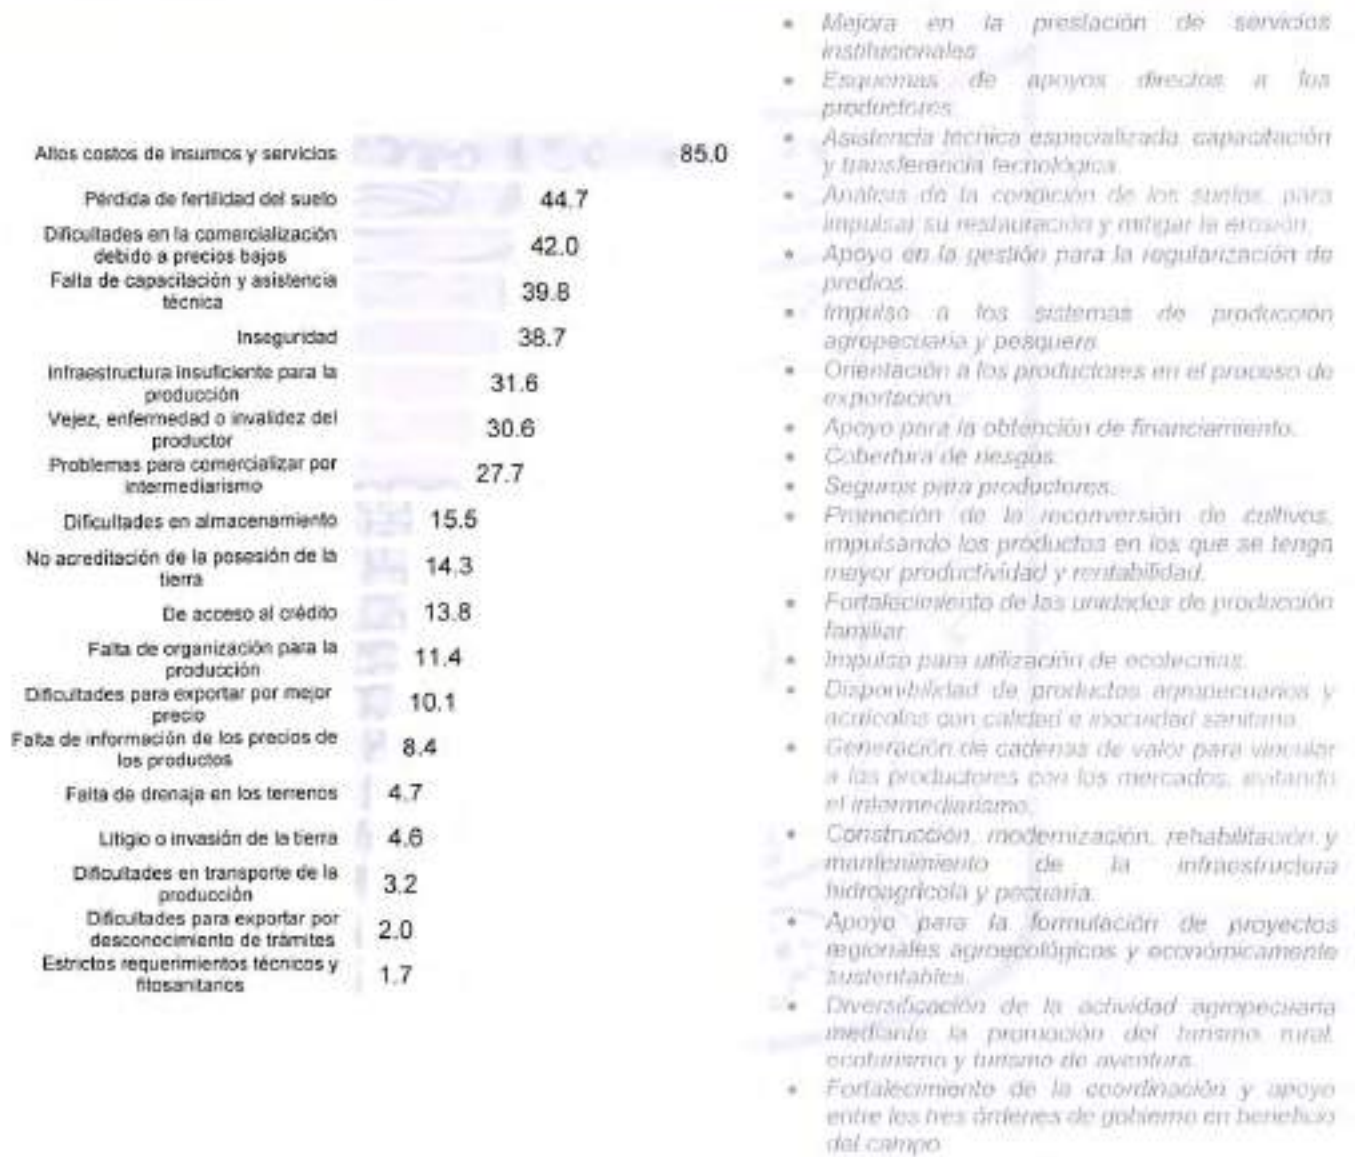 Altos costos de insumos y servicios 85.0
Pérdida de fertilidad del suelo 44.7
Dificultades en la comercialización
debido a precios bajos 42.0
Falta de capacitación y asistencia
técnica 39.8
Inseguridad 38.7
Infraestructura insuficiente para la
producción 31.6
Vejez, enfermedad o invalidez del
productor 30.6
Problemas para comercializar por
intermediarismo 27.7
Dificultades en almacenamiento 15.5
No acreditación de la posesión de la
tierra 14.3
De acceso al crédito 13.8
Falta de organización para la
producción 11.4
Dificultades para exportar por mejor
precio 10.1
Falta de información de los precios de
los productos 8.4
Falta de drenaje en los terrenos 4.7
Litigio o invasión de la tierra 4.6
Dificultades en transporte de la
producción 3.2
Dificultades para exportar por
desconocimiento de trámites 2.0
Estrictos requerimientos técnicos y
fitosanitarios 1.7
• Mejora en la prestación de servicios
institucionales
• Esquemas de apoyos directos a los
productores.
• Asistencia técnica especializada, capacitación
y transferencia tecnológica.
• Análisis de la condición de los suelos, para
impulsar su restauración y mitigar la erosión.
• Apoyo en la gestión para la regularización de
predios.
• Impulso a los sistemas de producción
agropecuaria y pesquera
• Orientación a los productores en el proceso de
exportación.
• Apoyo para la obtención de financiamiento.
• Cobertura de riesgos.
• Seguros para productores.
• Promoción de la reconversión de cultivos,
impulsando los productos en los que se tenga
mayor productividad y rentabilidad.
• Fortalecimiento de las unidades de producción
familiar
• Impulso para utilización de ecotecnias.
• Disponibilidad de productos agropecuarios y
acuícolas con calidad e inocuidad sanitaria
• Generación de cadenas de valor para vincular
a los productores con los mercados, evitando
el intermediarismo.
• Construcción, modernización, rehabilitación y
mantenimiento de la infraestructura
hidroagrícola y pecuaria.
• Apoyo para la formulación de proyectos
regionales agroecológicos y económicamente
sustentables.
• Diversificación de la actividad agropecuaria
mediante la promoción del turismo rural,
ecoturismo y turismo de aventura.
• Fortalecimiento de la coordinación y apoyo
entre los tres órdenes de gobierno en beneficio
del campo